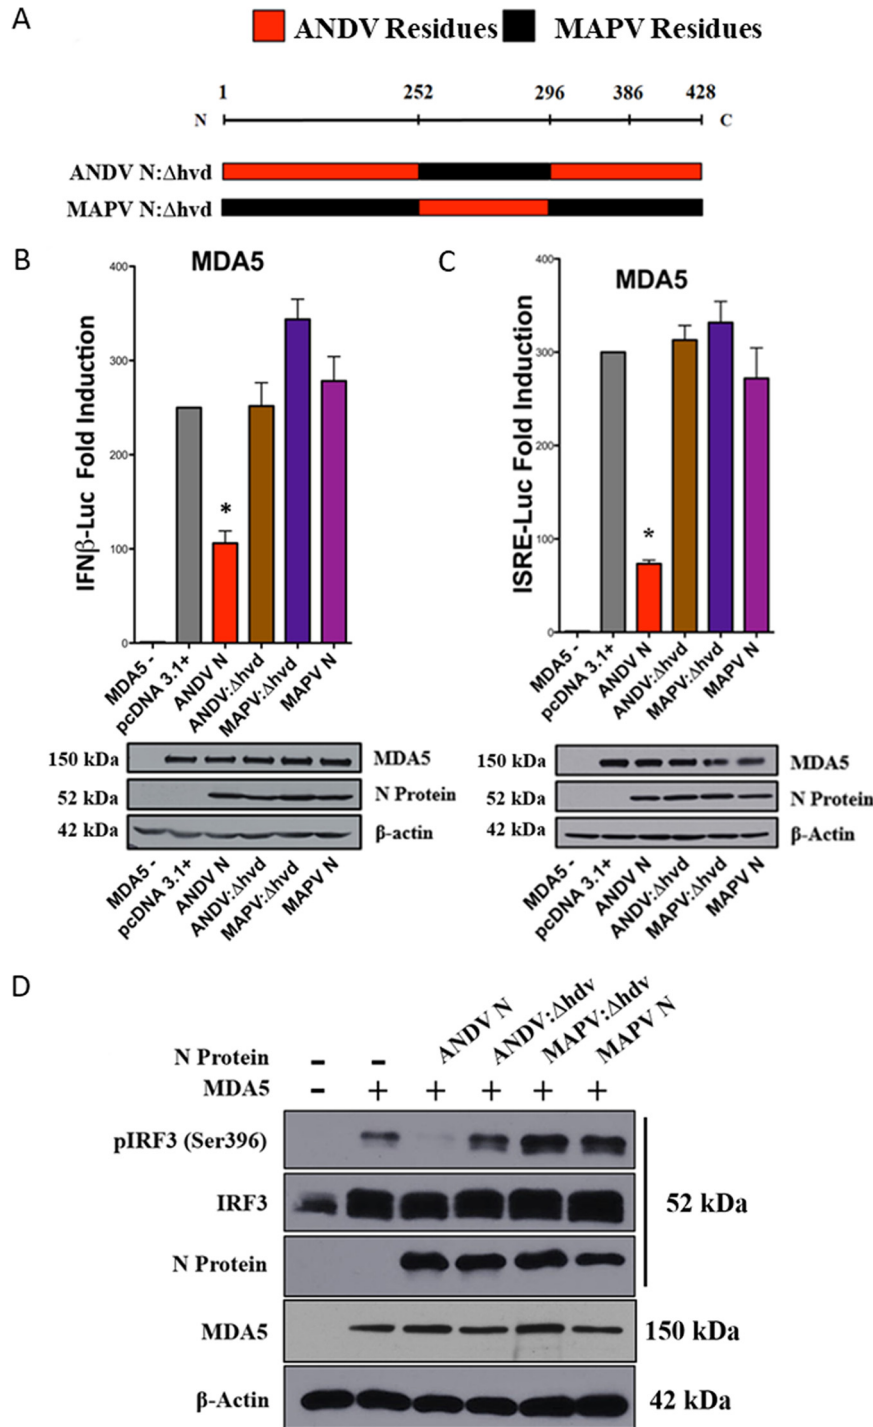 A
ANDV Residues MAPV Residues
1 252 296 386 428
N C
ANDV N:Δhvd
MAPV N:Δhvd
B
MDA5
IFNβ-Luc Fold Induction
400
300
200
100
0
*
MDA5 -
pcDNA 3.1+
ANDV N
ANDV:Δhvd
MAPV:Δhvd
MAPV N
150 kDa MDA5
52 kDa N Protein
42 kDa β-actin
MDA5 -
pcDNA 3.1+
ANDV N
ANDV:Δhvd
MAPV:Δhvd
MAPV N
C
MDA5
ISRE-Luc Fold Induction
400
300
200
100
0
*
MDA5 -
pcDNA 3.1+
ANDV N
ANDV:Δhvd
MAPV:Δhvd
MAPV N
150 kDa MDA5
52 kDa N Protein
42 kDa β-Actin
MDA5 -
pcDNA 3.1+
ANDV N
ANDV:Δhvd
MAPV:Δhvd
MAPV N
D
N Protein - - ANDV N ANDV:Δhdv MAPV:Δhdv MAPV N
MDA5 - + + + + +
pIRF3 (Ser396)
IRF3 52 kDa
N Protein
MDA5 150 kDa
β-Actin 42 kDa